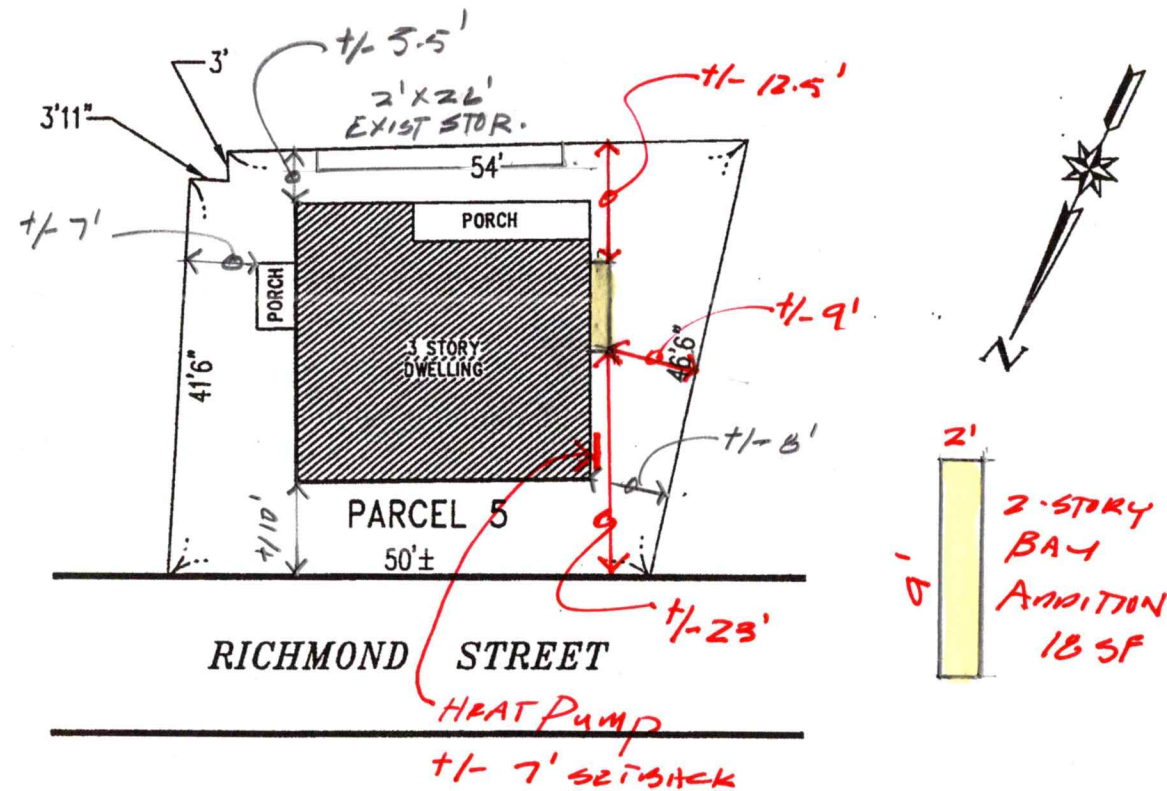 +/- 5.5'
3'
2'X26'
EXIST STOR.
+/- 12.5'
3'11"
54'
+/- 7'
PORCH
PORCH
+/- 9'
41'6"
3 STORY
DWELLING
46'6"
N
+/- 8'
+/10'
PARCEL 5
50'±
+/- 23'
RICHMOND STREET
HEAT PUMP
+/- 7' SETBACK
2'
9'
2-STORY
BAY
ADDITION
18 SF